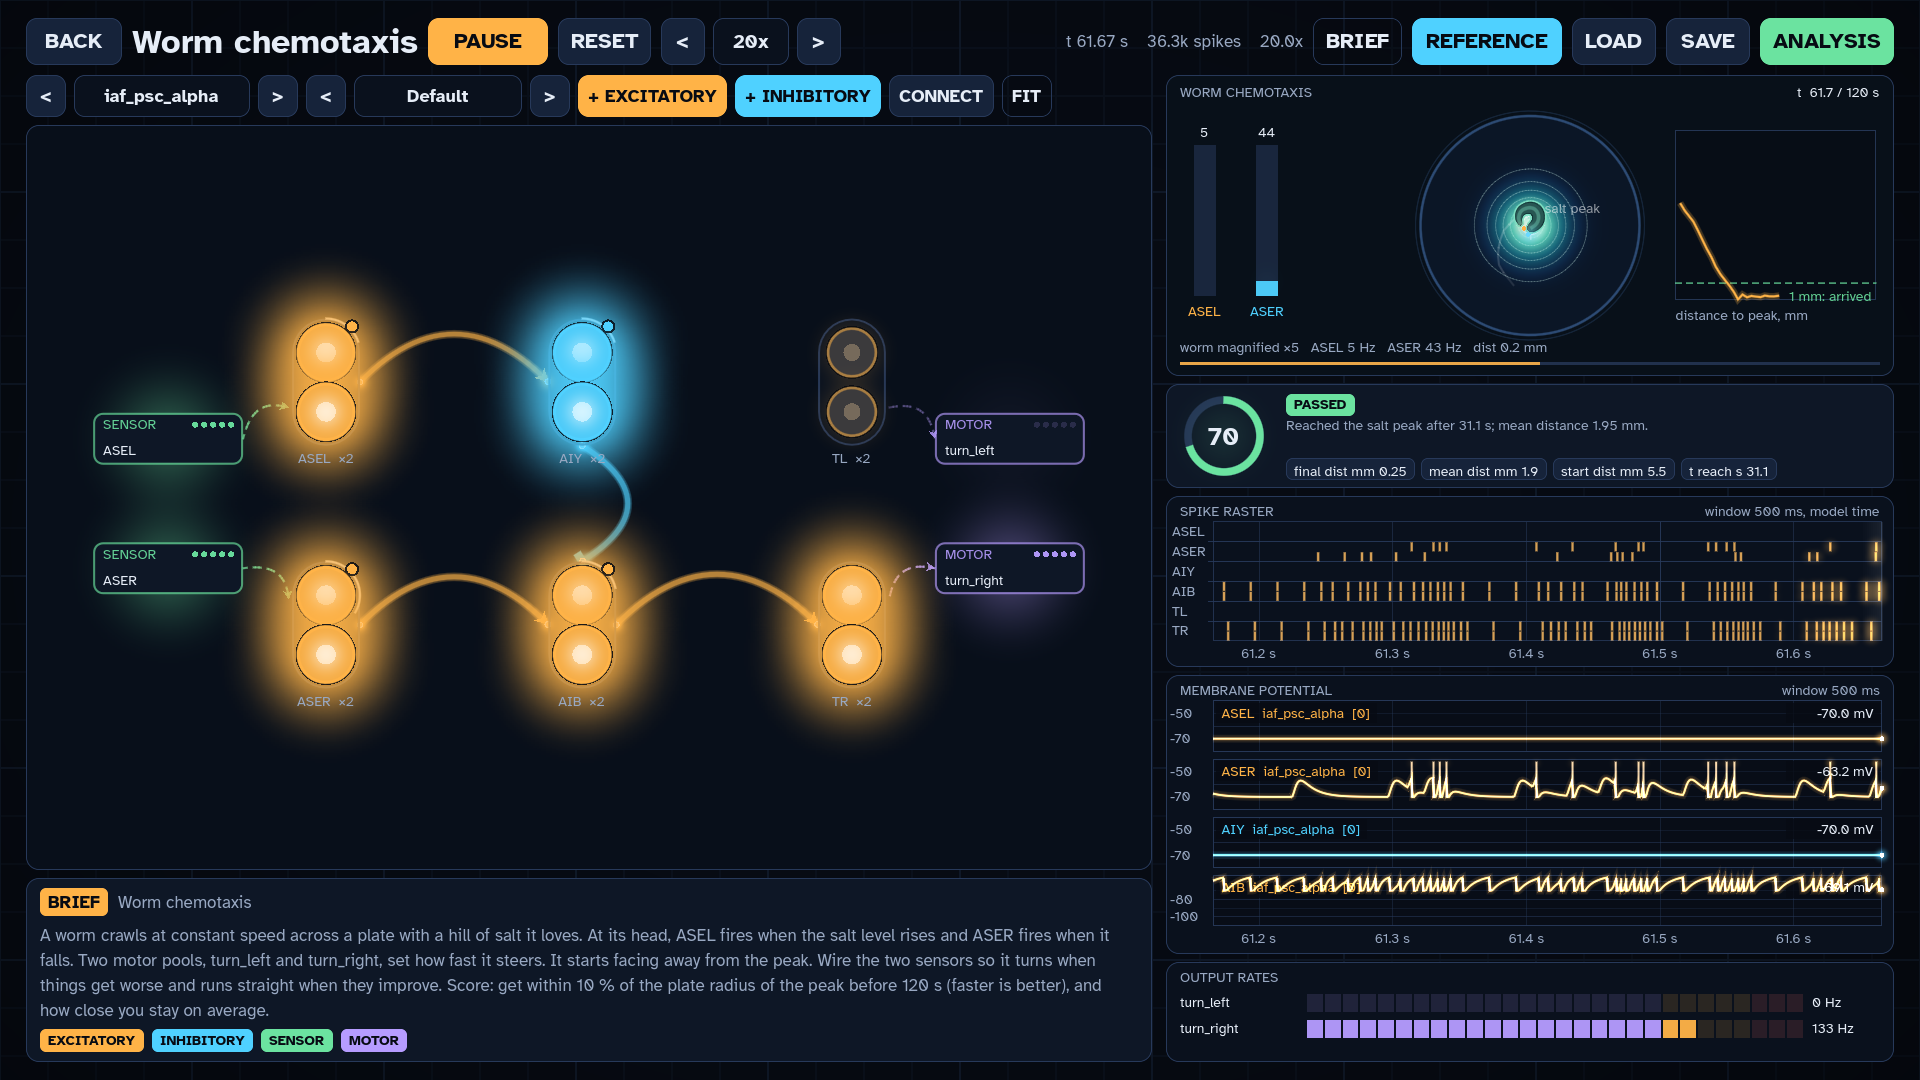 BACK Worm chemotaxis PAUSE RESET < 20x > t 61.67 s 36.3k spikes 20.0x BRIEF REFERENCE LOAD SAVE ANALYSIS
< iaf_psc_alpha > < Default > + EXCITATORY + INHIBITORY CONNECT FIT
SENSOR
ASEL
ASEL ×2
AIY ×2
TL ×2
MOTOR
turn_left
SENSOR
ASER
ASER ×2
AIB ×2
TR ×2
MOTOR
turn_right
BRIEF Worm chemotaxis
A worm crawls at constant speed across a plate with a hill of salt it loves. At its head, ASEL fires when the salt level rises and ASER fires when it
falls. Two motor pools, turn_left and turn_right, set how fast it steers. It starts facing away from the peak. Wire the two sensors so it turns when
things get worse and runs straight when they improve. Score: get within 10 % of the plate radius of the peak before 120 s (faster is better), and
how close you stay on average.
EXCITATORY INHIBITORY SENSOR MOTOR
WORM CHEMOTAXIS t 61.7 / 120 s
5 44
ASEL ASER
salt peak
1 mm: arrived
distance to peak, mm
worm magnified ×5 ASEL 5 Hz ASER 43 Hz dist 0.2 mm
70
PASSED
Reached the salt peak after 31.1 s; mean distance 1.95 mm.
final dist mm 0.25 mean dist mm 1.9 start dist mm 5.5 t reach s 31.1
SPIKE RASTER window 500 ms, model time
ASEL
ASER
AIY
AIB
TL
TR
61.2 s 61.3 s 61.4 s 61.5 s 61.6 s
MEMBRANE POTENTIAL window 500 ms
-50 ASEL iaf_psc_alpha [0] -70.0 mV
-70
-50 ASER iaf_psc_alpha [0] -63.2 mV
-70
-50 AIY iaf_psc_alpha [0] -70.0 mV
-70
AIB iaf_psc_alpha [0]
-80
-100
61.2 s 61.3 s 61.4 s 61.5 s 61.6 s
OUTPUT RATES
turn_left 0 Hz
turn_right 133 Hz